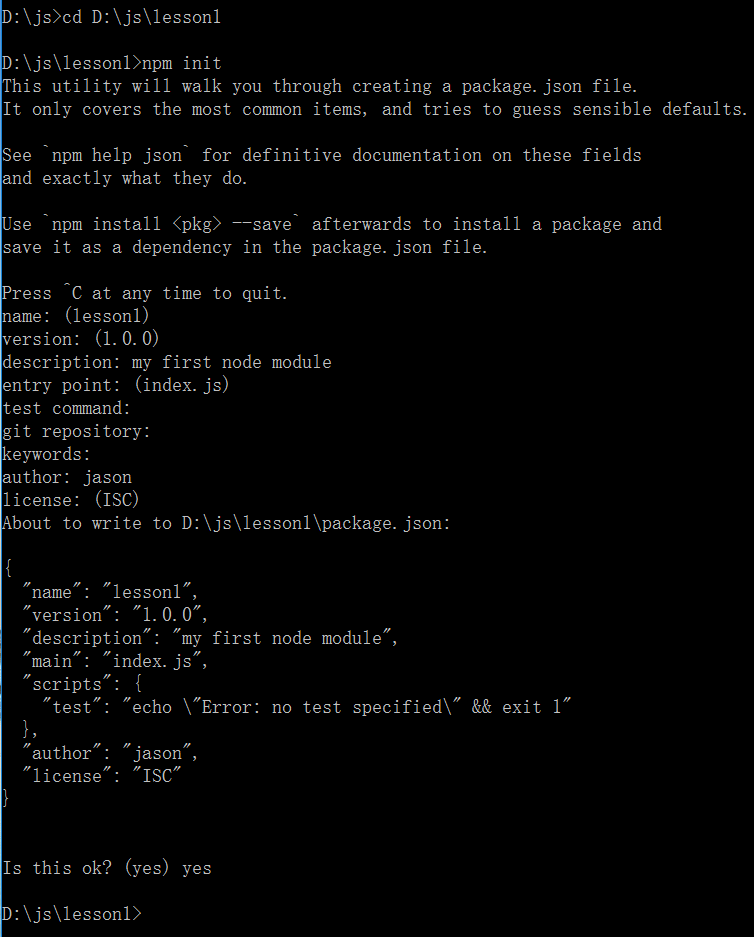 D:\js>cd D:\js\lesson1
D:\js\lesson1>npm init
This utility will walk you through creating a package.json file.
It only covers the most common items, and tries to guess sensible defaults.
See `npm help json` for definitive documentation on these fields
and exactly what they do.
Use `npm install <pkg> --save` afterwards to install a package and
save it as a dependency in the package.json file.
Press ^C at any time to quit.
name: (lesson1)
version: (1.0.0)
description: my first node module
entry point: (index.js)
test command:
git repository:
keywords:
author: jason
license: (ISC)
About to write to D:\js\lesson1\package.json:
{
  "name": "lesson1",
  "version": "1.0.0",
  "description": "my first node module",
  "main": "index.js",
  "scripts": {
    "test": "echo \"Error: no test specified\" && exit 1"
  },
  "author": "jason",
  "license": "ISC"
}
Is this ok? (yes) yes
D:\js\lesson1>